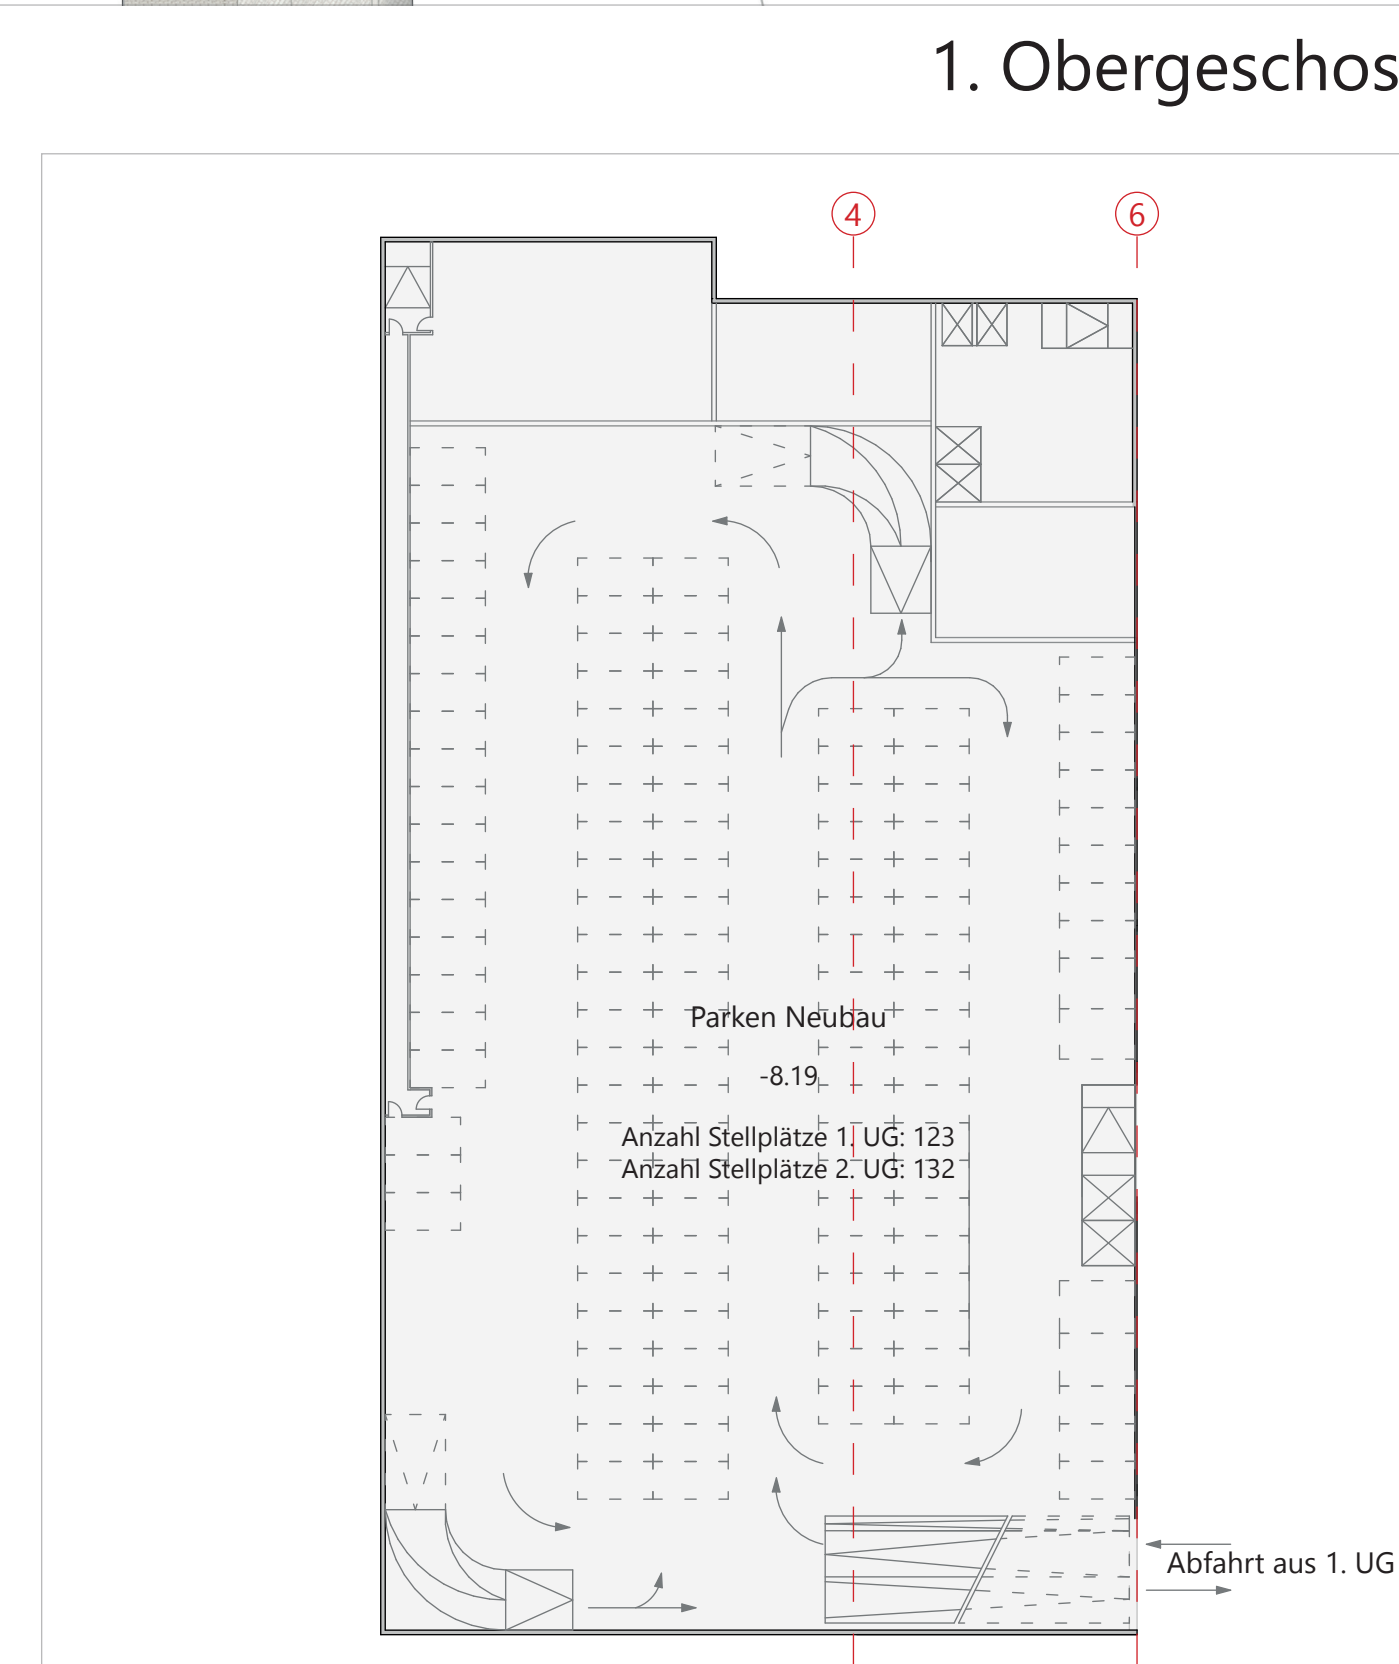 1. Obergeschos
4
6
Parken Neubau
-8.19
Anzahl Stellplätze 1. UG: 123
Anzahl Stellplätze 2. UG: 132
Abfahrt aus 1. UG